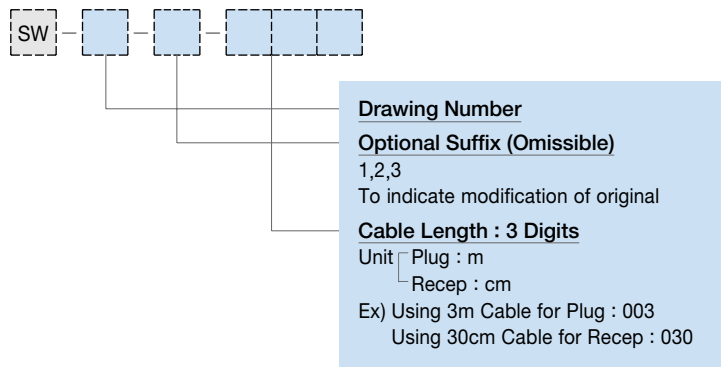 SW
Drawing Number
Optional Suffix (Omissible)
1,2,3
To indicate modification of original
Cable Length : 3 Digits
Unit Plug : m
Recep : cm
Ex) Using 3m Cable for Plug : 003
Using 30cm Cable for Recep : 030